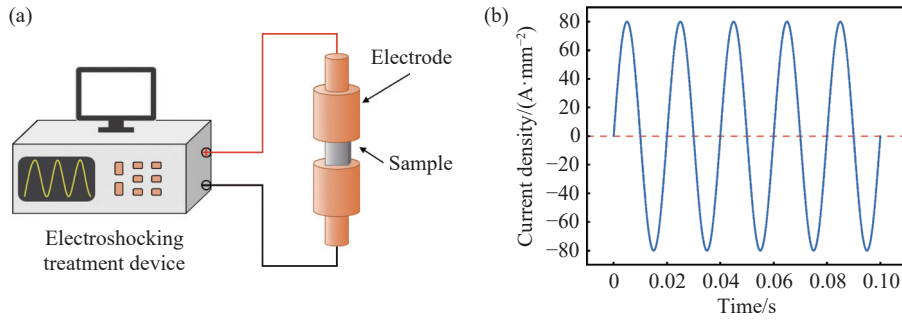 (a)
Electrode
Sample
Electroshocking
treatment device
(b)
Current density/(A·mm⁻²)
80
60
40
20
0
−20
−40
−60
−80
0 0.02 0.04 0.06 0.08 0.10
Time/s